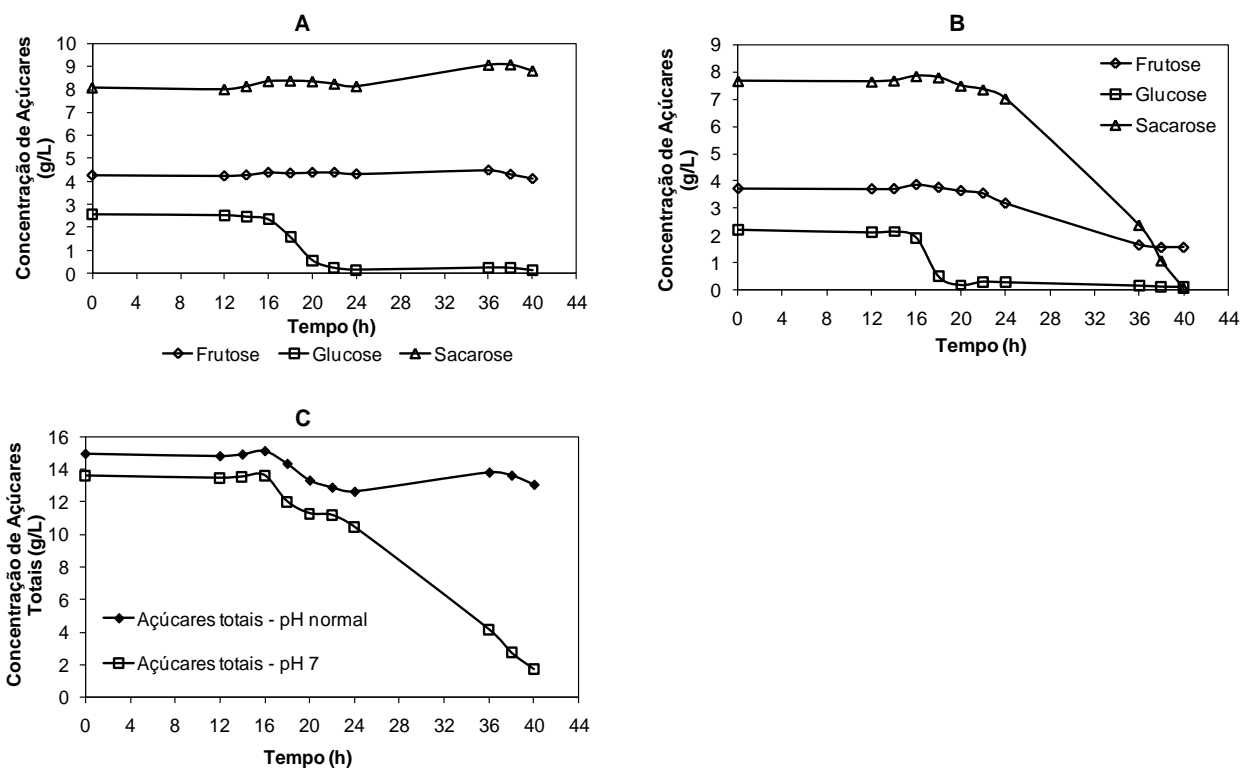 A
Concentração de Açúcares
(g/L)
10
9
8
7
6
5
4
3
2
1
0
0 4 8 12 16 20 24 28 32 36 40 44
Tempo (h)
Frutose Glucose Sacarose
B
Concentração de Açúcares
(g/L)
9
8
7
6
5
4
3
2
1
0
Frutose
Glucose
Sacarose
0 4 8 12 16 20 24 28 32 36 40 44
Tempo (h)
C
Concentração de Açúcares
Totais (g/L)
16
14
12
10
8
6
4
2
0
Açúcares totais - pH normal
Açúcares totais - pH 7
0 4 8 12 16 20 24 28 32 36 40 44
Tempo (h)